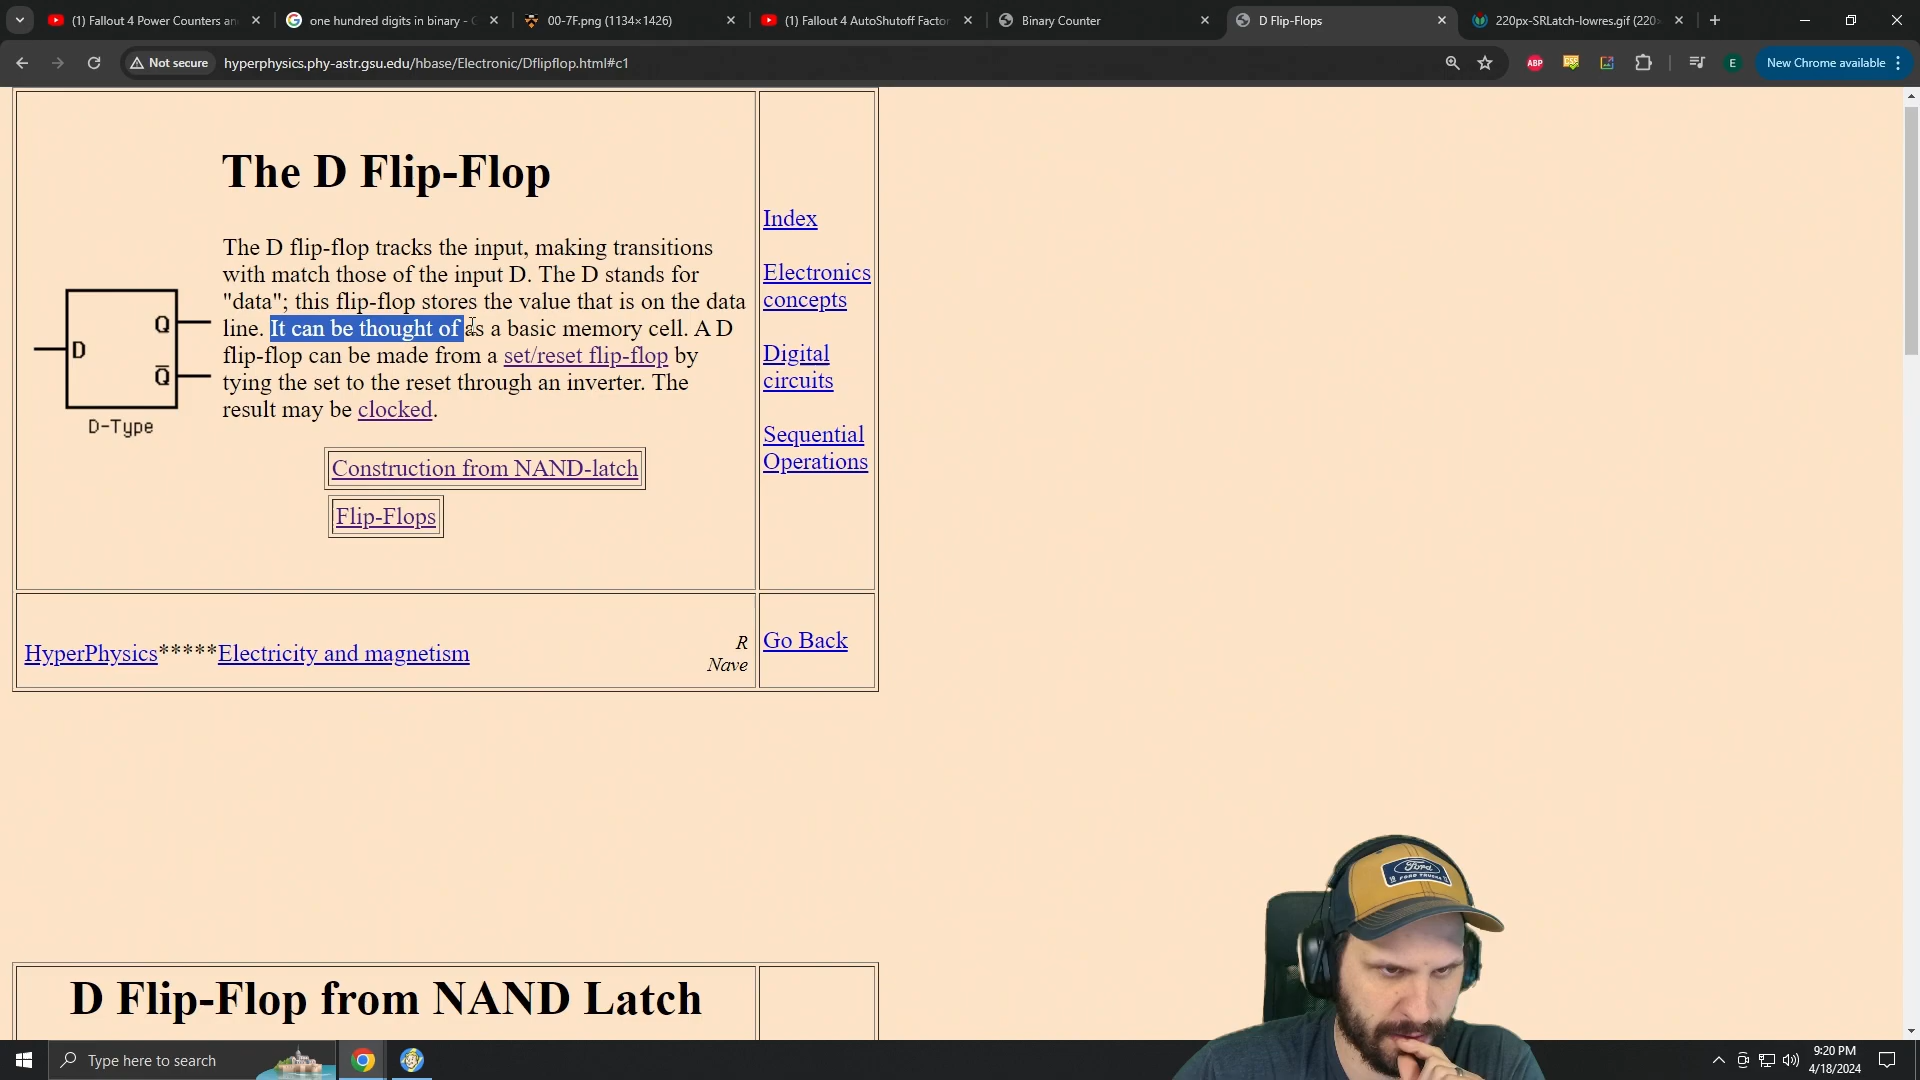 (1) Fallout 4 Power Counters an
one hundred digits in binary - G
00-7F.png (1134×1426)
(1) Fallout 4 AutoShutoff Factor
Binary Counter
D Flip-Flops
220px-SRLatch-lowres.gif (220×
Not secure
hyperphysics.phy-astr.gsu.edu/hbase/Electronic/Dflipflop.html#c1
ABP
E
New Chrome available
The D Flip-Flop
The D flip-flop tracks the input, making transitions
with match those of the input D. The D stands for
"data"; this flip-flop stores the value that is on the data
line. It can be thought of as a basic memory cell. A D
flip-flop can be made from a set/reset flip-flop by
tying the set to the reset through an inverter. The
result may be clocked.
D
Q
Q̅
D-Type
Construction from NAND-latch
Flip-Flops
Index
Electronics
concepts
Digital
circuits
Sequential
Operations
HyperPhysics*****Electricity and magnetism
R
Nave
Go Back
D Flip-Flop from NAND Latch
Ford
FORD TRUCKS
Type here to search
9:20 PM
4/18/2024